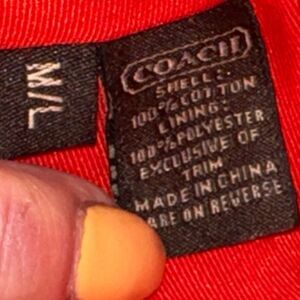 M/L
COACH
SHELL:
100% COTTON
LINING:
100% POLYESTER
EXCLUSIVE OF
TRIM
MADE IN CHINA
ARE ON REVERSE